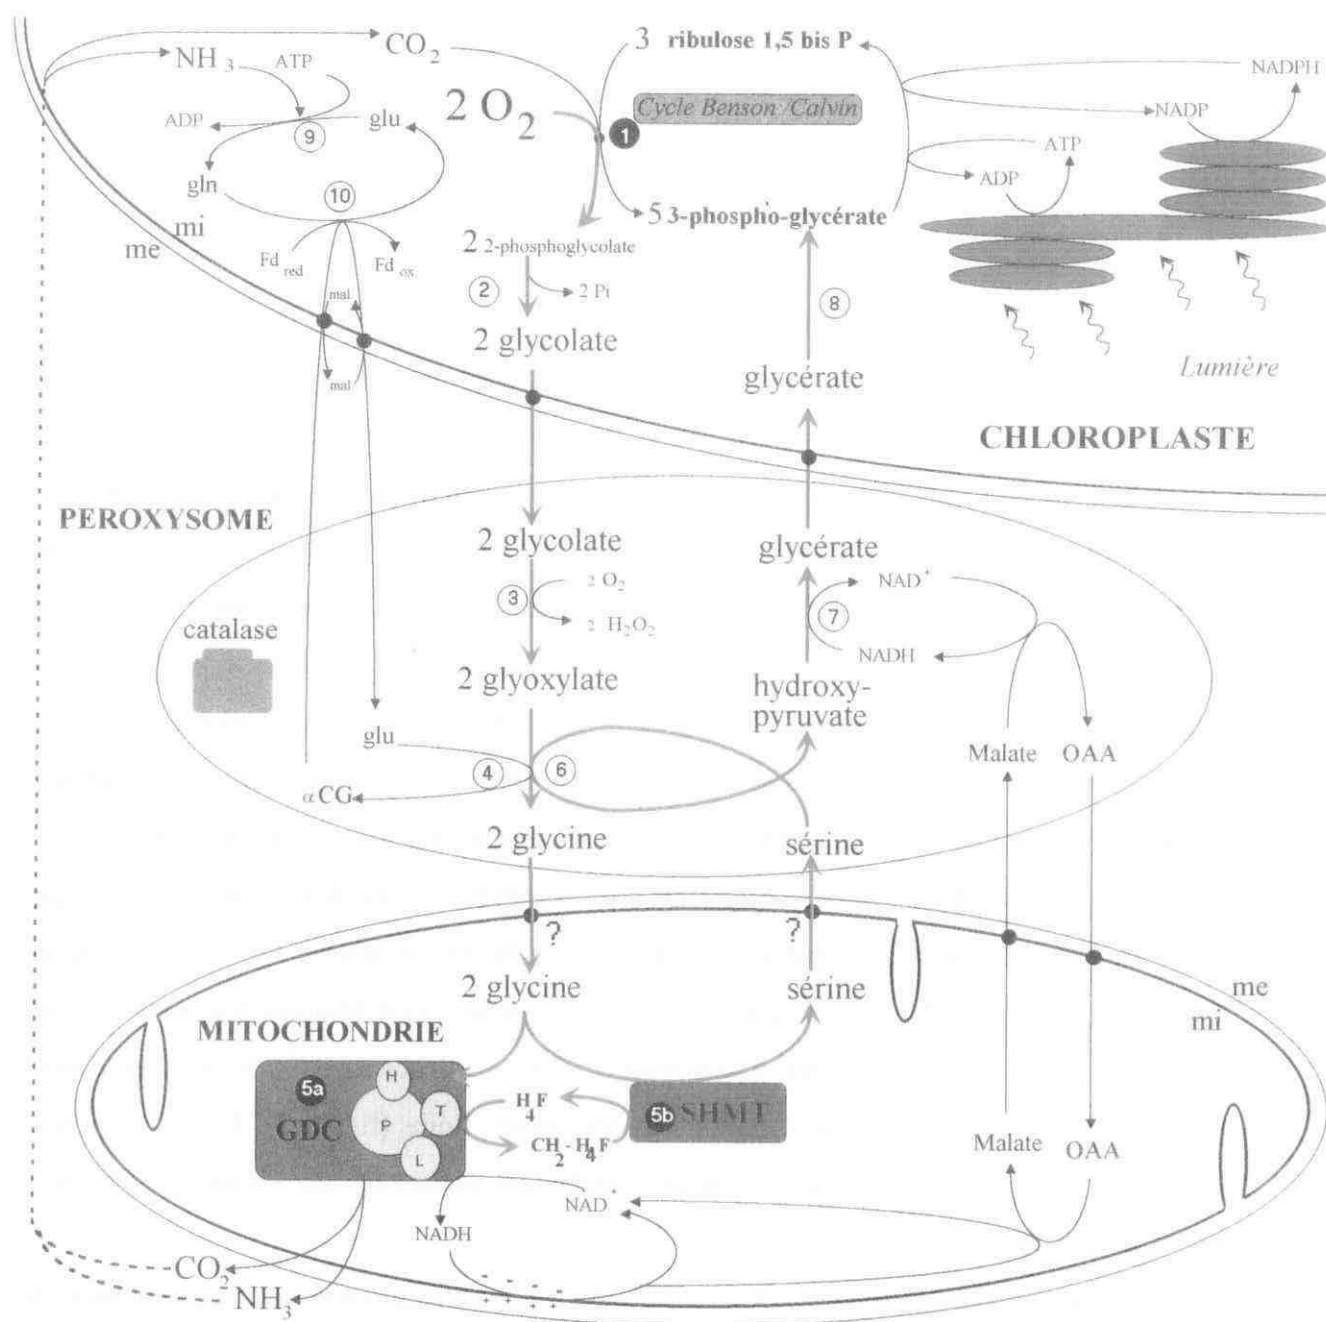 CO2
3 ribulose 1,5 bis P
NH3
ATP
NADPH
2 O2
Cycle Benson /Calvin
NADP
ADP
glu
1
9
ATP
gln
10
ADP
5 3-phospho-glycérate
mi
me
Fd red
Fd ox
2 2-phosphoglycolate
2
2 Pi
mal
8
2 glycolate
Lumière
mal
glycérate
CHLOROPLASTE
PEROXYSOME
2 glycolate
glycérate
3
2 O2
NAD+
7
2 H2O2
catalase
NADH
2 glyoxylate
hydroxy-
pyruvate
glu
Malate
OAA
4
6
αCG
2 glycine
sérine
?
?
2 glycine
sérine
me
mi
MITOCHONDRIE
5a
H
GDC
P
T
L
H4F
5b
SHMT
CH2-H4F
Malate
OAA
NAD+
NADH
CO2
NH3
- - - -
+ + + +